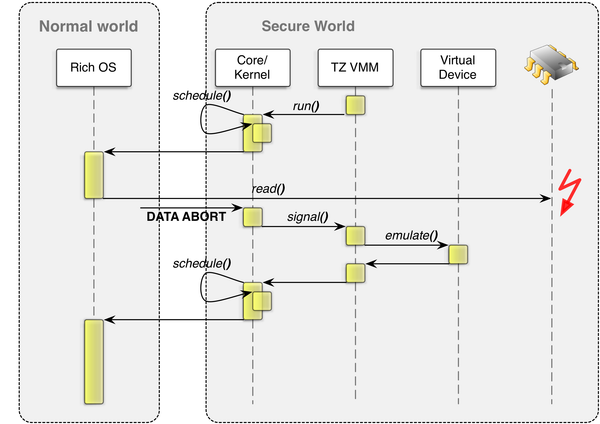 Normal world
Secure World
Rich OS
Core/
Kernel
TZ VMM
Virtual
Device
schedule()
run()
read()
DATA ABORT
signal()
emulate()
schedule()